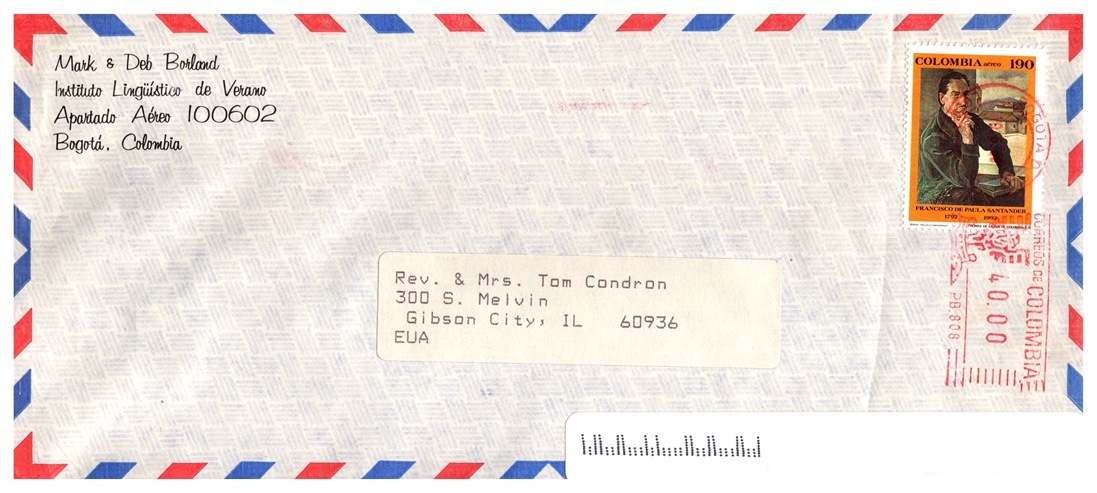 Mark & Deb Borland
Instituto Lingüístico de Verano
Apartado Aéreo 100602
Bogotá, Colombia
COLOMBIA aéreo 190
FRANCISCO DE PAULA SANTANDER
1792 1992
CORREOS DE COLOMBIA
40.00
PB.808
Rev. & Mrs. Tom Condron
300 S. Melvin
Gibson City, IL 60936
EUA